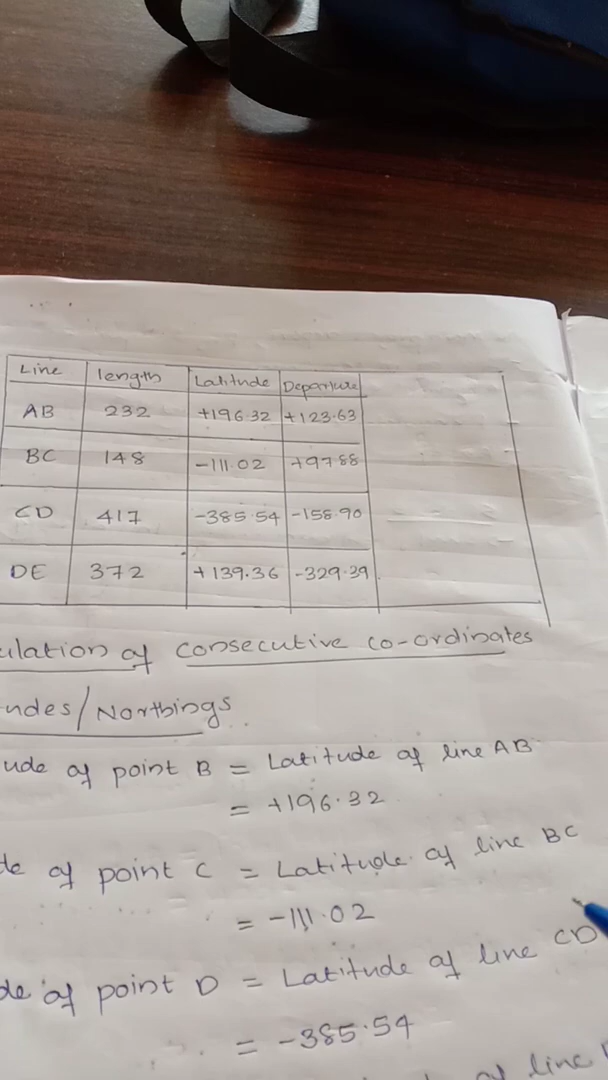 Line length Latitude Departure
AB 232 +196.32 +123.63
BC 148 -111.02 +97.88
CD 417 -385.54 -158.90
DE 372 +139.36 -329.39
ulation of consecutive co-ordinates
udes/Northings
ude of point B = Latitude of line AB
= +196.32
de of point C = Latitude of line BC
= -111.02
de of point D = Latitude of line CD
= -385.54
of line